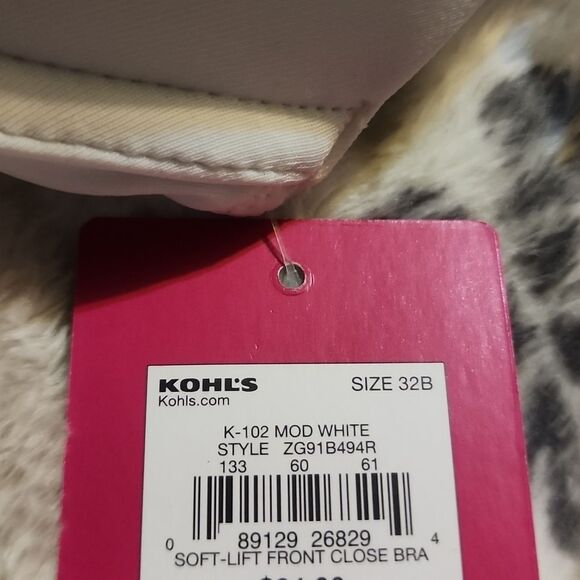 KOHL'S SIZE 32B
Kohls.com
K-102 MOD WHITE
STYLE ZG91B494R
133 60 61
0 89129 26829 4
SOFT-LIFT FRONT CLOSE BRA